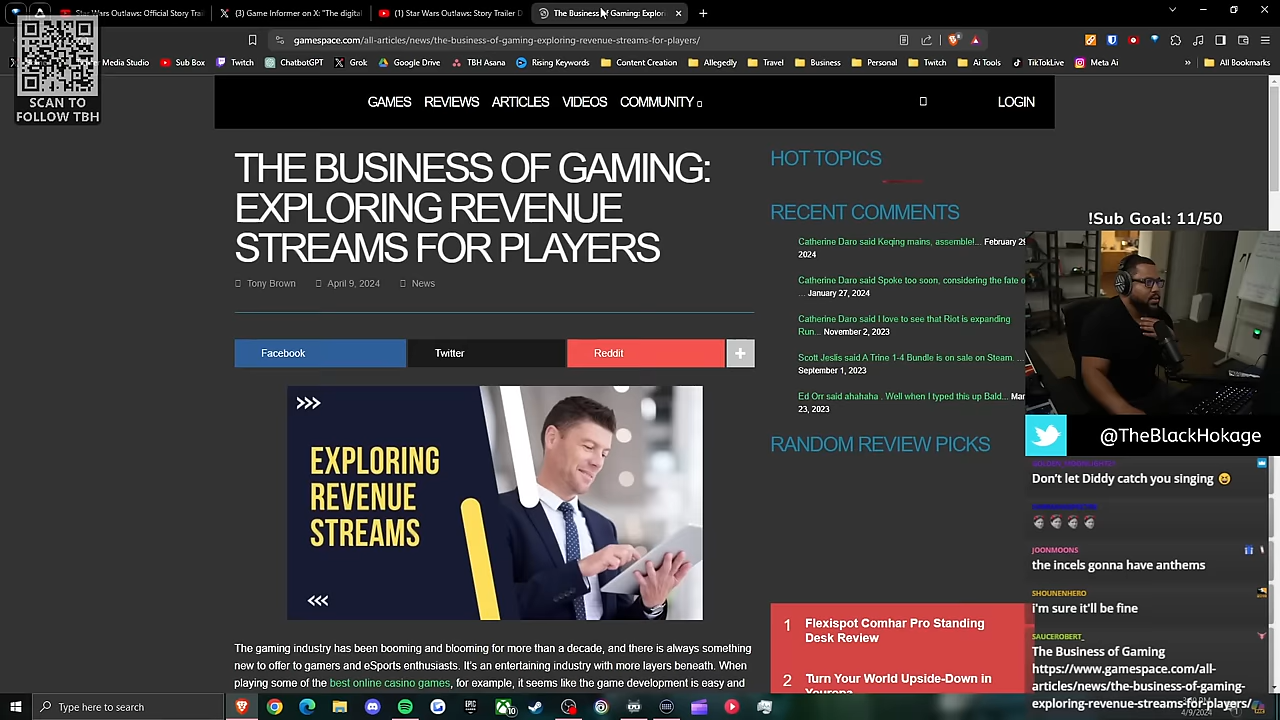 Star Wars Outlaws: Official Story Trai
(3) Game Informer on X: "The digital
(1) Star Wars Outlaws: Story Trailer D
The Business of Gaming: Explori
gamespace.com/all-articles/news/the-business-of-gaming-exploring-revenue-streams-for-players/
Media Studio
Sub Box
Twitch
ChatbotGPT
Grok
Google Drive
TBH Asana
Rising Keywords
Content Creation
Allegedly
Travel
Business
Personal
Twitch
Ai Tools
TikTokLive
Meta Ai
»
All Bookmarks
SCAN TO
FOLLOW TBH
GAMES REVIEWS ARTICLES VIDEOS COMMUNITY
LOGIN
THE BUSINESS OF GAMING:
EXPLORING REVENUE
STREAMS FOR PLAYERS
Tony Brown April 9, 2024 News
Facebook
Twitter
Reddit
+
>>>
EXPLORING
REVENUE
STREAMS
<<<
The gaming industry has been booming and blooming for more than a decade, and there is always something
new to offer to gamers and eSports enthusiasts. It's an entertaining industry with more layers beneath. When
playing some of the best online casino games, for example, it seems like the game development is easy and
HOT TOPICS
RECENT COMMENTS
Catherine Daro said Keqing mains, assemble!... February 29
2024
Catherine Daro said Spoke too soon, considering the fate o
... January 27, 2024
Catherine Daro said I love to see that Riot is expanding
Run... November 2, 2023
Scott Jeslis said A Trine 1-4 Bundle is on sale on Steam. ...
September 1, 2023
Ed Orr said ahahaha . Well when I typed this up Bald... Mar
23, 2023
RANDOM REVIEW PICKS
1 Flexispot Comhar Pro Standing
Desk Review
2 Turn Your World Upside-Down in
Youropa
!Sub Goal: 11/50
@TheBlackHokage
Don't let Diddy catch you singing
JOONMOONS
the incels gonna have anthems
SHOUNENHERO
i'm sure it'll be fine
SAUCEROBERT_
The Business of Gaming
https://www.gamespace.com/all-
articles/news/the-business-of-gaming-
exploring-revenue-streams-for-players/
Type here to search
4/9/2024